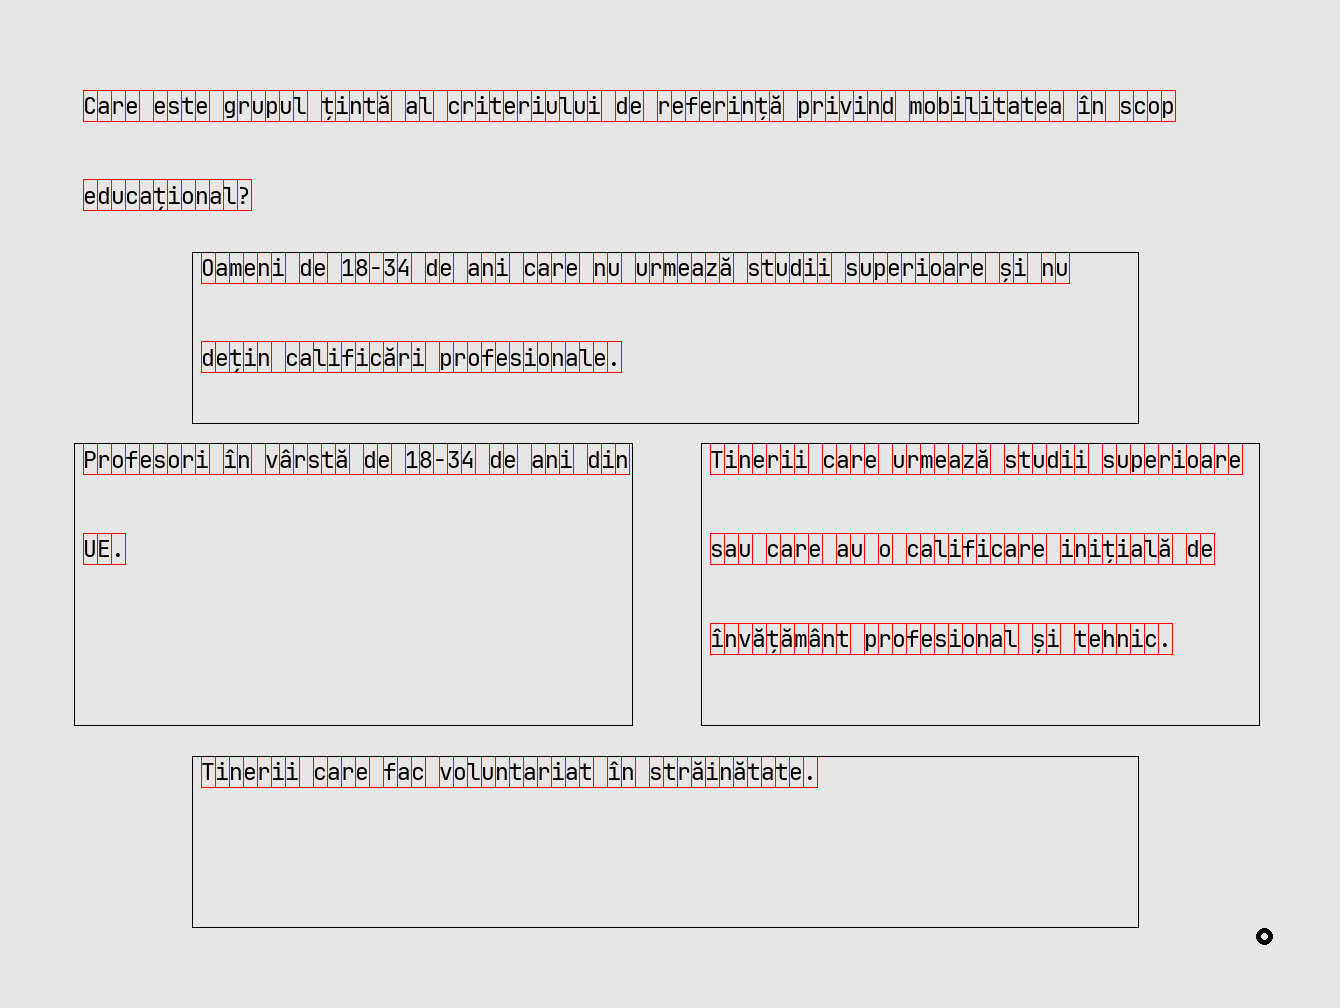 Care este grupul țintă al criteriului de referință privind mobilitatea în scop
educațional?
Oameni de 18-34 de ani care nu urmează studii superioare și nu
dețin calificări profesionale.
Profesori în vârstă de 18-34 de ani din
UE.
Tinerii care urmează studii superioare
sau care au o calificare inițială de
învățământ profesional și tehnic.
Tinerii care fac voluntariat în străinătate.